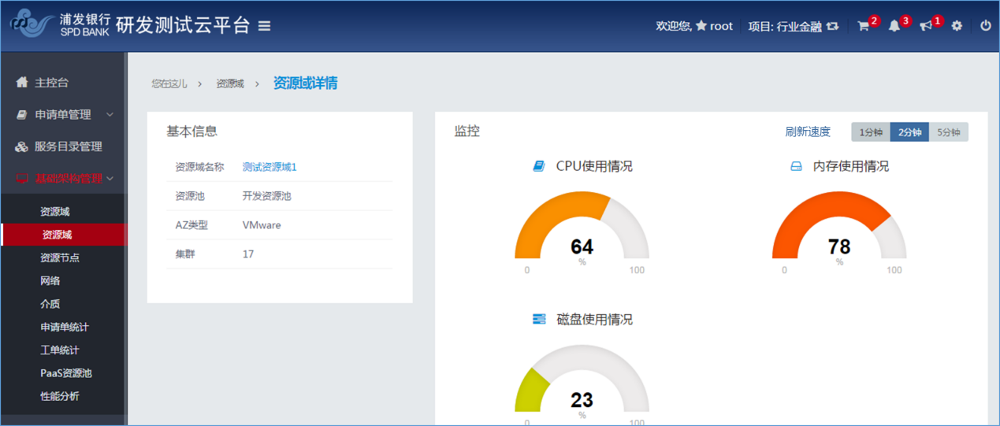 浦发银行
SPD BANK
研发测试云平台
欢迎您, root 项目: 行业金融 2 3 1
主控台
申请单管理
服务目录管理
基础架构管理
资源域
资源域
资源节点
网络
介质
申请单统计
工单统计
PaaS资源池
性能分析
您在这儿 > 资源域 > 资源域详情
基本信息
资源域名称 测试资源域1
资源池 开发资源池
AZ类型 VMware
集群 17
监控 刷新速度 1分钟 2分钟 5分钟
CPU使用情况
64
%
0 100
内存使用情况
78
%
0 100
磁盘使用情况
23
%
0 100